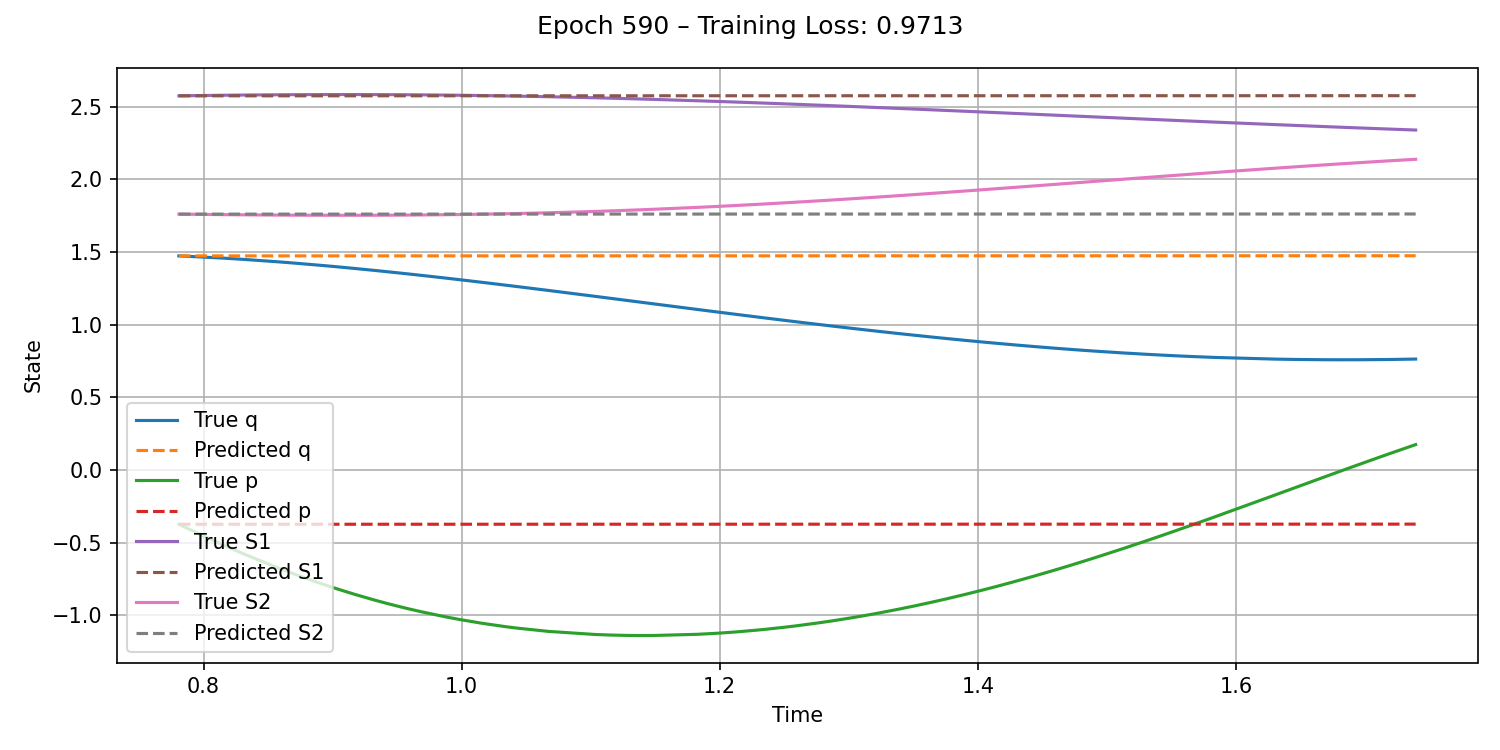 Epoch 590 – Training Loss: 0.9713
State
2.5
2.0
1.5
1.0
0.5
0.0
−0.5
−1.0
True q
Predicted q
True p
Predicted p
True S1
Predicted S1
True S2
Predicted S2
0.8 1.0 1.2 1.4 1.6
Time